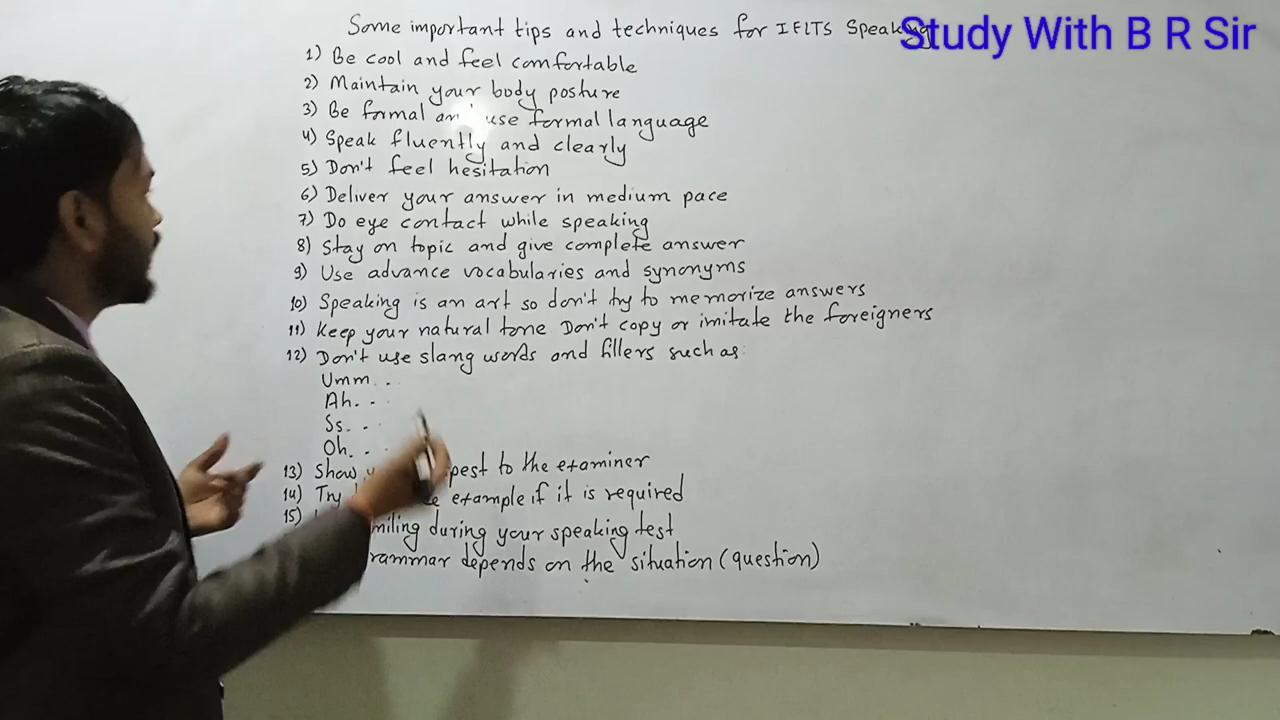 Some important tips and techniques for IELTS Speaking
Study With B R Sir
1) Be cool and feel comfortable
2) Maintain your body posture
3) Be formal and use formal language
4) Speak fluently and clearly
5) Don't feel hesitation
6) Deliver your answer in medium pace
7) Do eye contact while speaking
8) Stay on topic and give complete answer
9) Use advance vocabularies and synonyms
10) Speaking is an art so don't try to memorize answers
11) Keep your natural tone Don't copy or imitate the foreigners
12) Don't use slang words and fillers such as:
Umm...
Ah...
Ss...
Oh...
13) Show to the examiner
14) Try example if it is required
15) during your speaking test
depends on the situation (question)